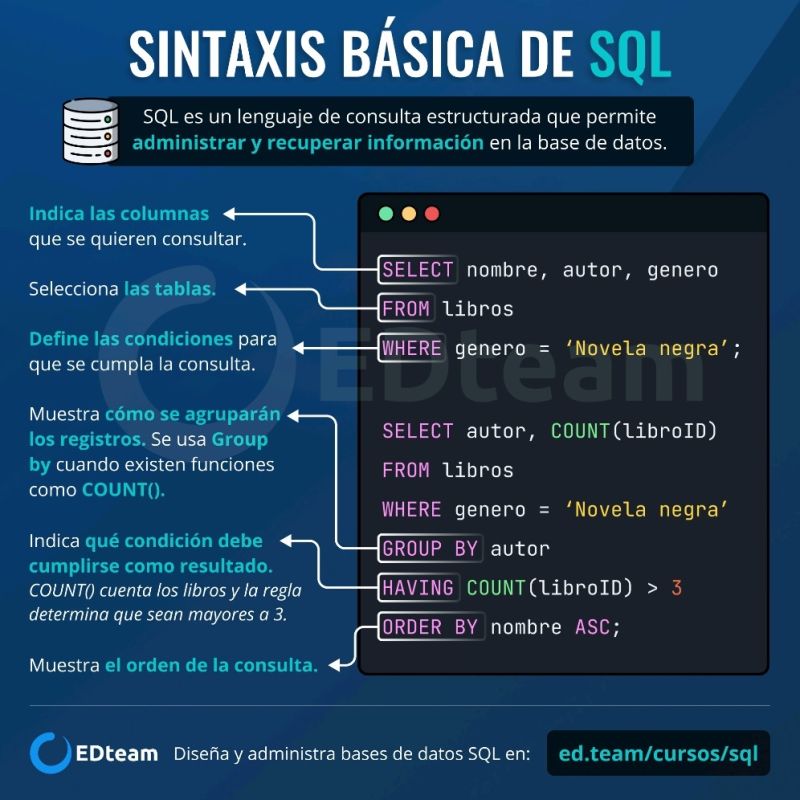 SINTAXIS BÁSICA DE SQL
SQL es un lenguaje de consulta estructurada que permite
administrar y recuperar información en la base de datos.
Indica las columnas
que se quieren consultar.
Selecciona las tablas.
Define las condiciones para
que se cumpla la consulta.
Muestra cómo se agruparán
los registros. Se usa Group
by cuando existen funciones
como COUNT().
Indica qué condición debe
cumplirse como resultado.
COUNT() cuenta los libros y la regla
determina que sean mayores a 3.
Muestra el orden de la consulta.
SELECT nombre, autor, genero
FROM libros
WHERE genero = ‘Novela negra’;
SELECT autor, COUNT(libroID)
FROM libros
WHERE genero = ‘Novela negra’
GROUP BY autor
HAVING COUNT(libroID) > 3
ORDER BY nombre ASC;
EDteam
EDteam Diseña y administra bases de datos SQL en: ed.team/cursos/sql